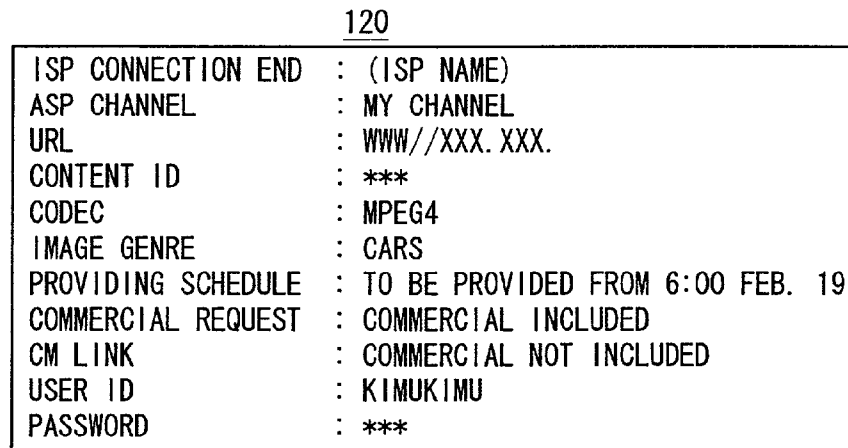 120
ISP CONNECTION END : (ISP NAME)
ASP CHANNEL : MY CHANNEL
URL : WWW//XXX.XXX.
CONTENT ID : ***
CODEC : MPEG4
IMAGE GENRE : CARS
PROVIDING SCHEDULE : TO BE PROVIDED FROM 6:00 FEB. 19
COMMERCIAL REQUEST : COMMERCIAL INCLUDED
CM LINK : COMMERCIAL NOT INCLUDED
USER ID : KIMUKIMU
PASSWORD : ***